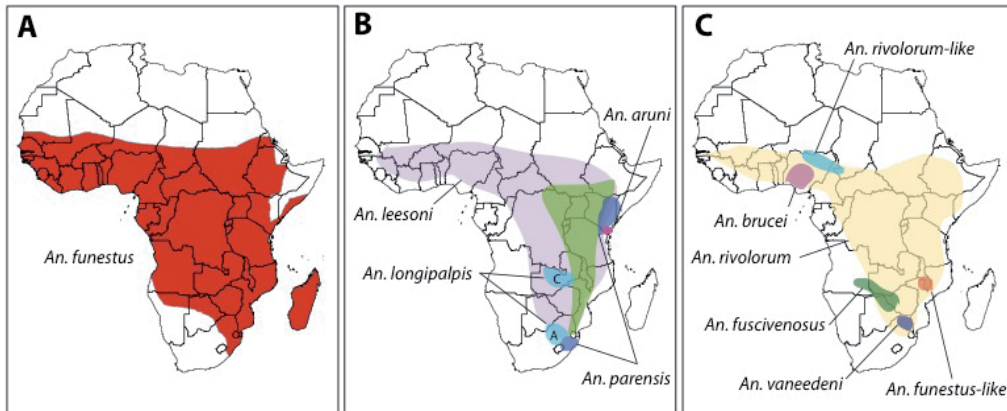 A
An. funestus
B
An. aruni
An. leesoni
An. longipalpis
C
A
An. parensis
C
An. rivolorum-like
An. brucei
An. rivolorum
An. fuscivenosus
An. vaneedeni
An. funestus-like